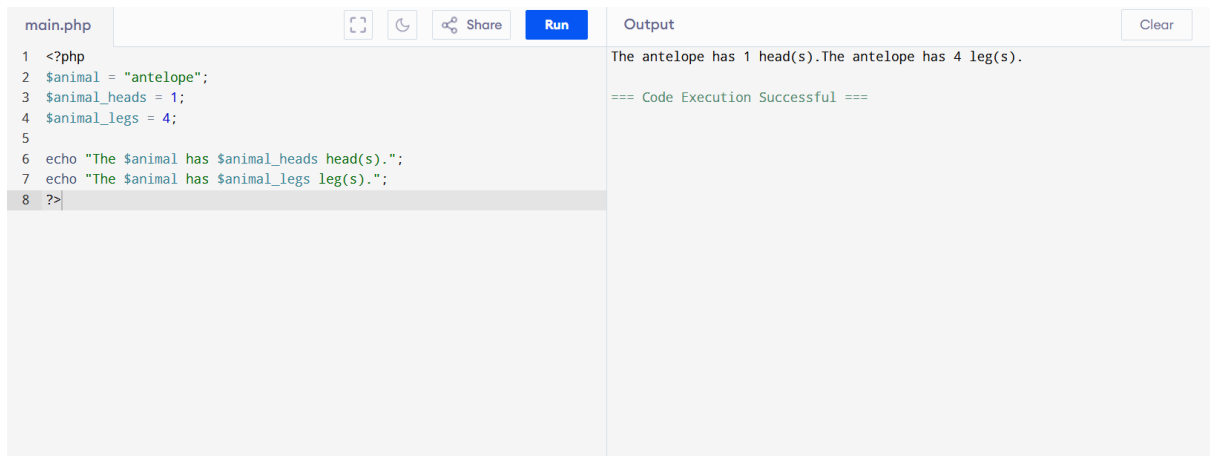 main.php
Share
Run
1 <?php
2 $animal = "antelope";
3 $animal_heads = 1;
4 $animal_legs = 4;
5
6 echo "The $animal has $animal_heads head(s).";
7 echo "The $animal has $animal_legs leg(s).";
8 ?>
Output
Clear
The antelope has 1 head(s).The antelope has 4 leg(s).
=== Code Execution Successful ===